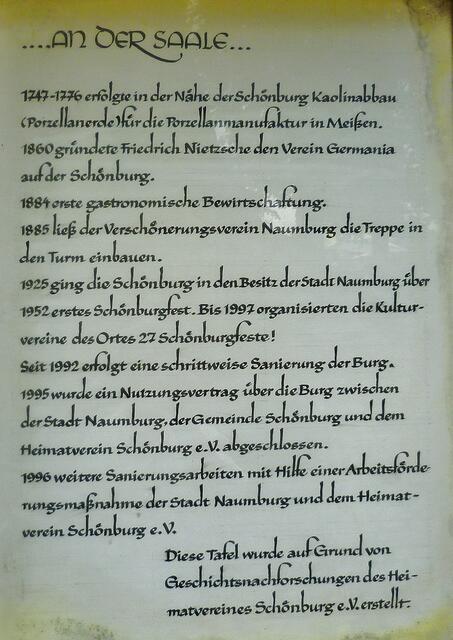 ....AN DER SAALE...
1747-1776 erfolgte in der Nähe der Schönburg Kaolinabbau
(Porzellanerde) für die Porzellanmanufaktur in Meißen.
1860 gründete Friedrich Nietzsche den Verein Germania
auf der Schönburg.
1884 erste gastronomische Bewirtschaftung.
1885 ließ der Verschönerungsverein Naumburg die Treppe in
den Turm einbauen.
1925 ging die Schönburg in den Besitz der Stadt Naumburg über
1952 erstes Schönburgfest. Bis 1997 organisierten die Kultur-
vereine des Ortes 27 Schönburgfeste!
Seit 1992 erfolgt eine schrittweise Sanierung der Burg.
1995 wurde ein Nutzungsvertrag über die Burg zwischen
der Stadt Naumburg, der Gemeinde Schönburg und dem
Heimatverein Schönburg e.V. abgeschlossen.
1996 weitere Sanierungsarbeiten mit Hilfe einer Arbeitsförde-
rungsmaßnahme der Stadt Naumburg und dem Heimat-
verein Schönburg e.V.
Diese Tafel wurde auf Grund von
Geschichtsnachforschungen des Hei-
matvereines Schönburg e.V. erstellt.